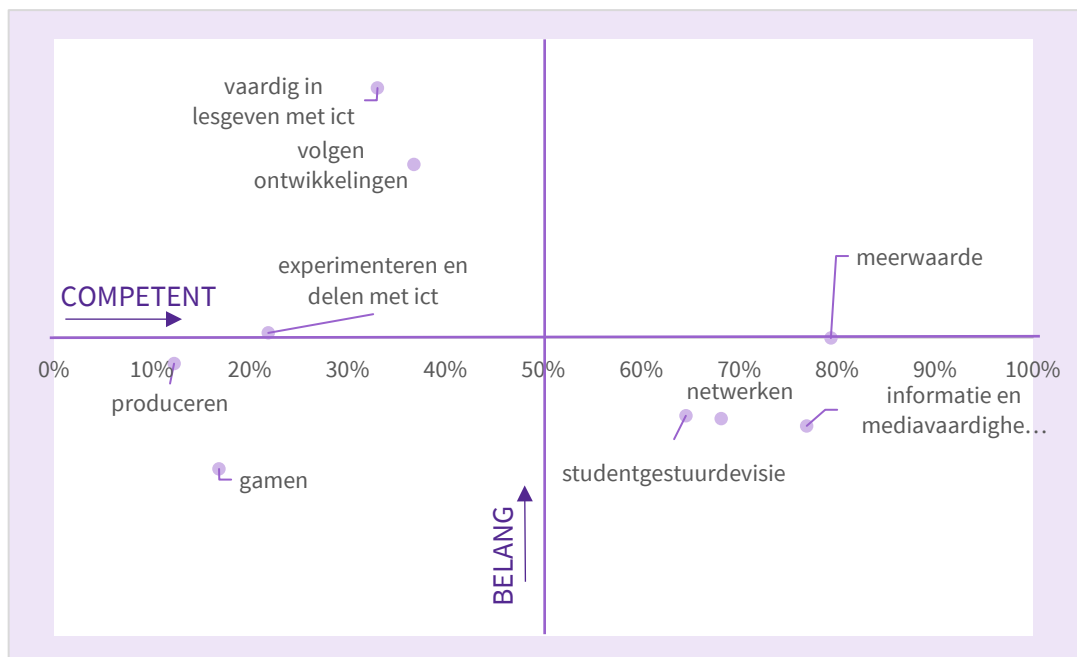 vaardig in
lesgeven met ict
volgen
ontwikkelingen
experimenteren en
delen met ict
meerwaarde
COMPETENT
0%
10%
20%
30%
40%
50%
60%
70%
80%
90%
100%
produceren
netwerken
informatie en
mediavaardighe…
studentgestuurdevisie
gamen
BELANG